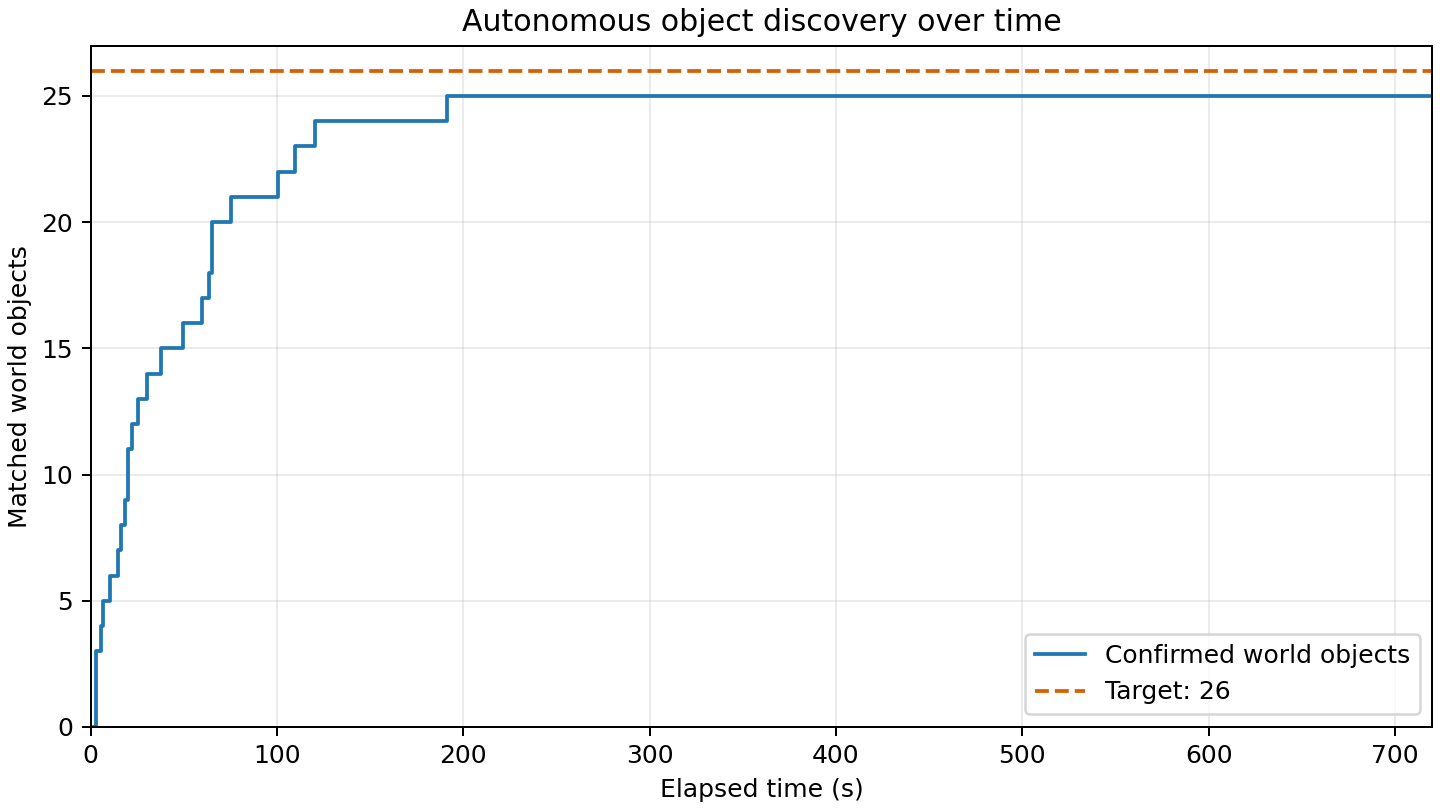 Autonomous object discovery over time
Matched world objects
25
20
15
10
5
0
0 100 200 300 400 500 600 700
Elapsed time (s)
Confirmed world objects
Target: 26